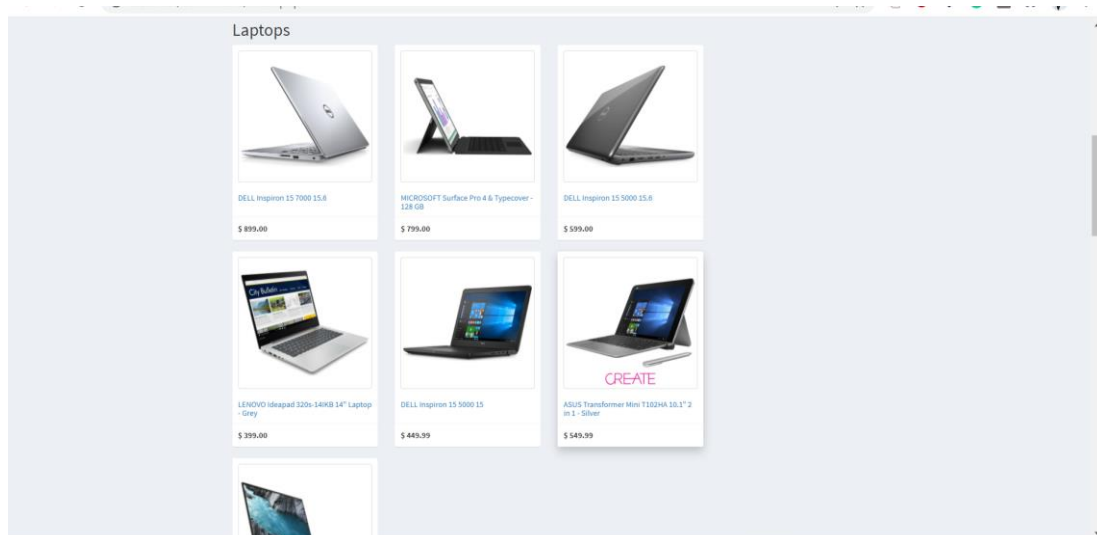 Laptops
DELL Inspiron 15 7000 15.6
MICROSOFT Surface Pro 4 & Typecover -
128 GB
DELL Inspiron 15 5000 15.6
$ 899.00
$ 799.00
$ 599.00
City Bulletin
CREATE
LENOVO Ideapad 320s-14IKB 14" Laptop
- Grey
DELL Inspiron 15 5000 15
ASUS Transformer Mini T102HA 10.1" 2
in 1 - Silver
$ 399.00
$ 449.99
$ 549.99